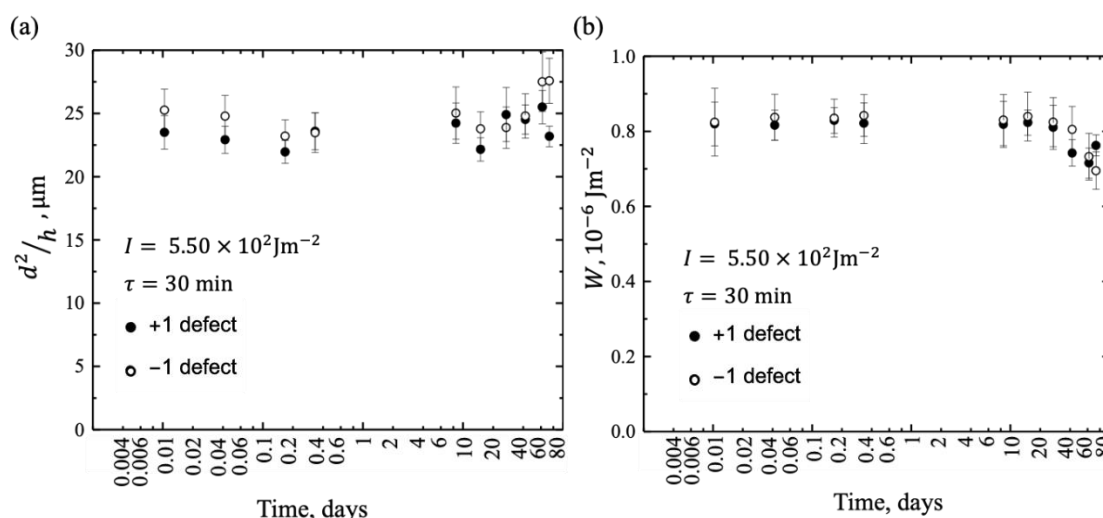 (a)
30
25
20
15
10
5
0
d²/h , μm
I = 5.50 × 10² Jm⁻²
τ = 30 min
+1 defect
−1 defect
0.004 0.006 0.01 0.02 0.04 0.06 0.1 0.2 0.4 0.6 1 2 4 6 10 20 40 60 80
Time, days
(b)
1.0
0.8
0.6
0.4
0.2
0.0
W, 10⁻⁶ Jm⁻²
I = 5.50 × 10² Jm⁻²
τ = 30 min
+1 defect
−1 defect
0.004 0.006 0.01 0.02 0.04 0.06 0.1 0.2 0.4 0.6 1 2 4 6 10 20 40 60 80
Time, days